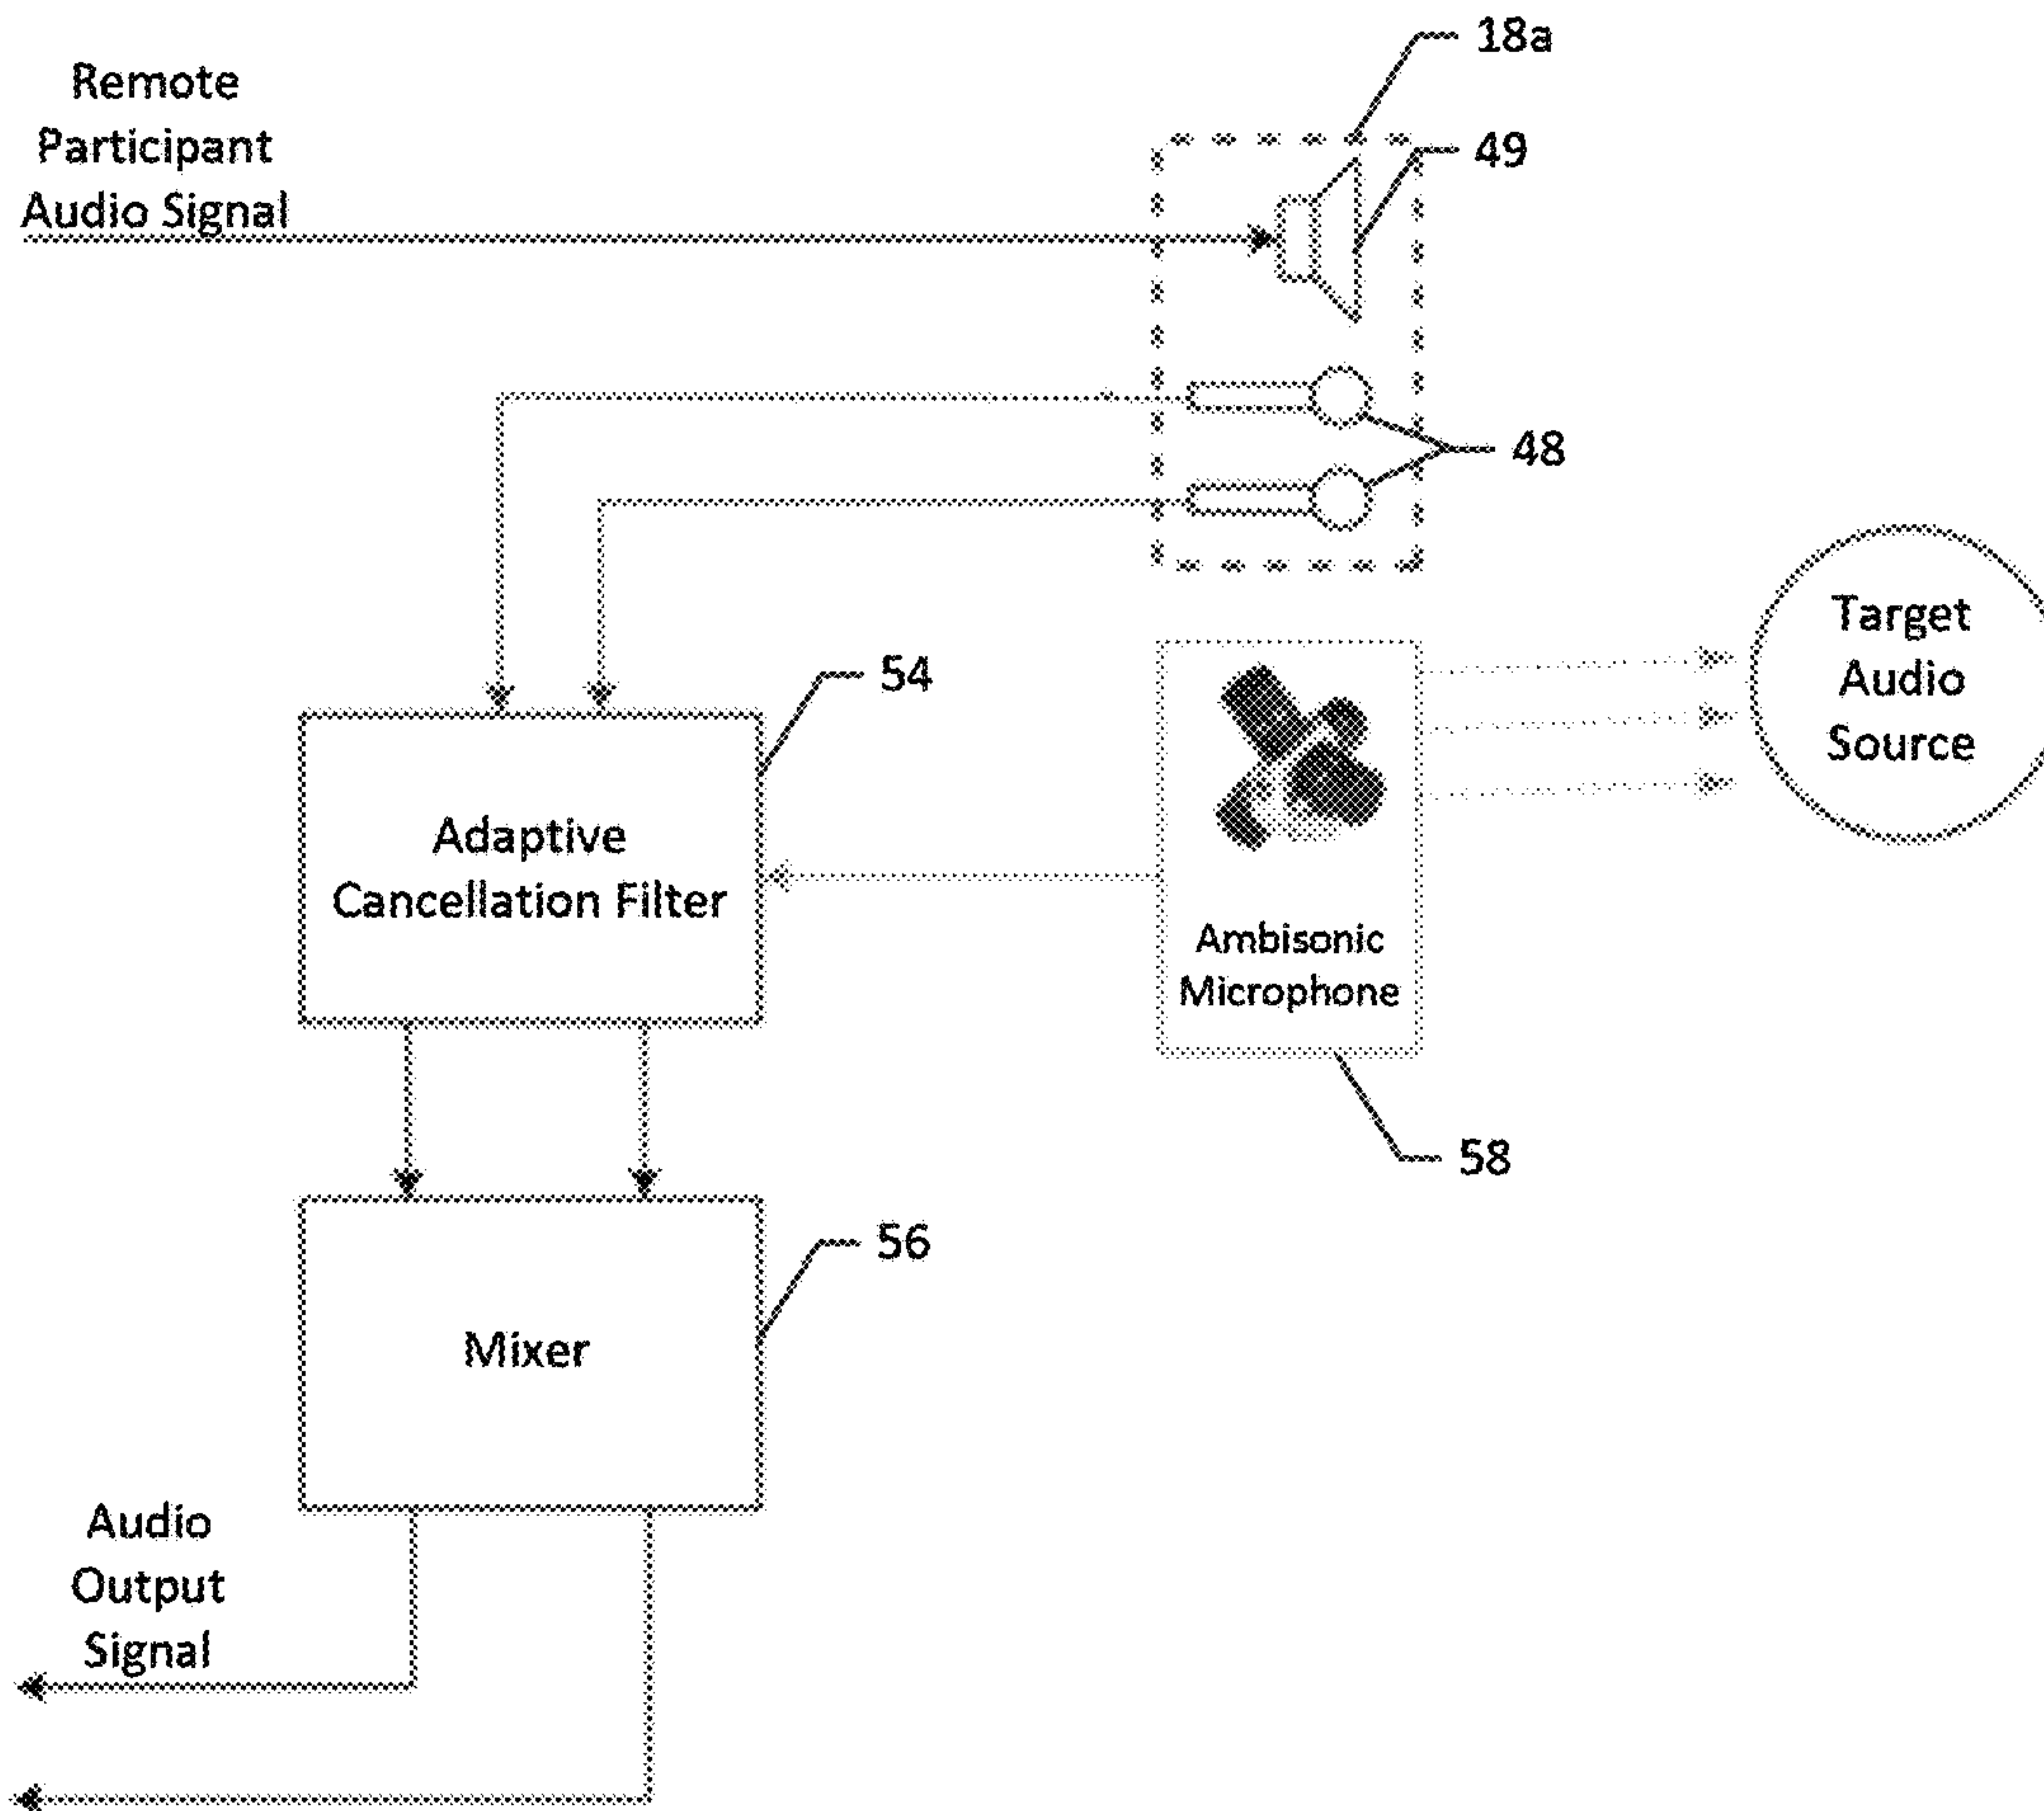 18a
Remote
Participant
Audio Signal
49
48
Target
Audio
Source
54
Adaptive
Cancellation Filter
Ambisonic
Microphone
58
56
Mixer
Audio
Output
Signal